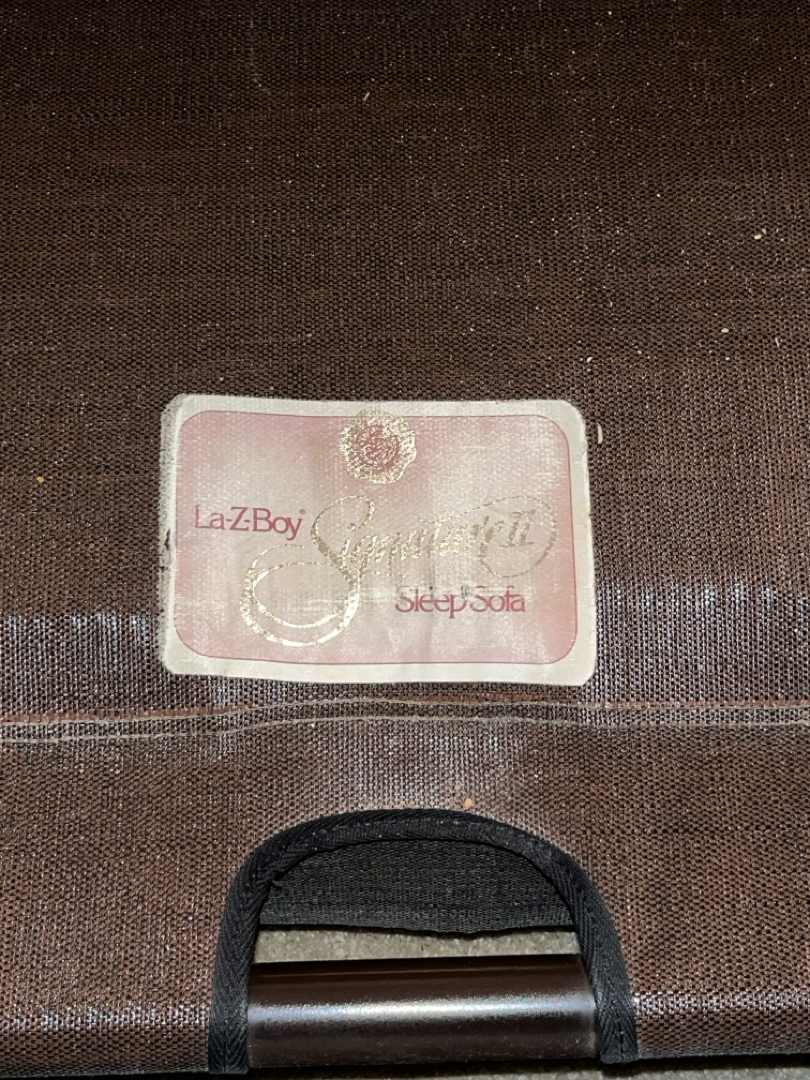 La-Z-Boy®
Signature II
Sleep Sofa